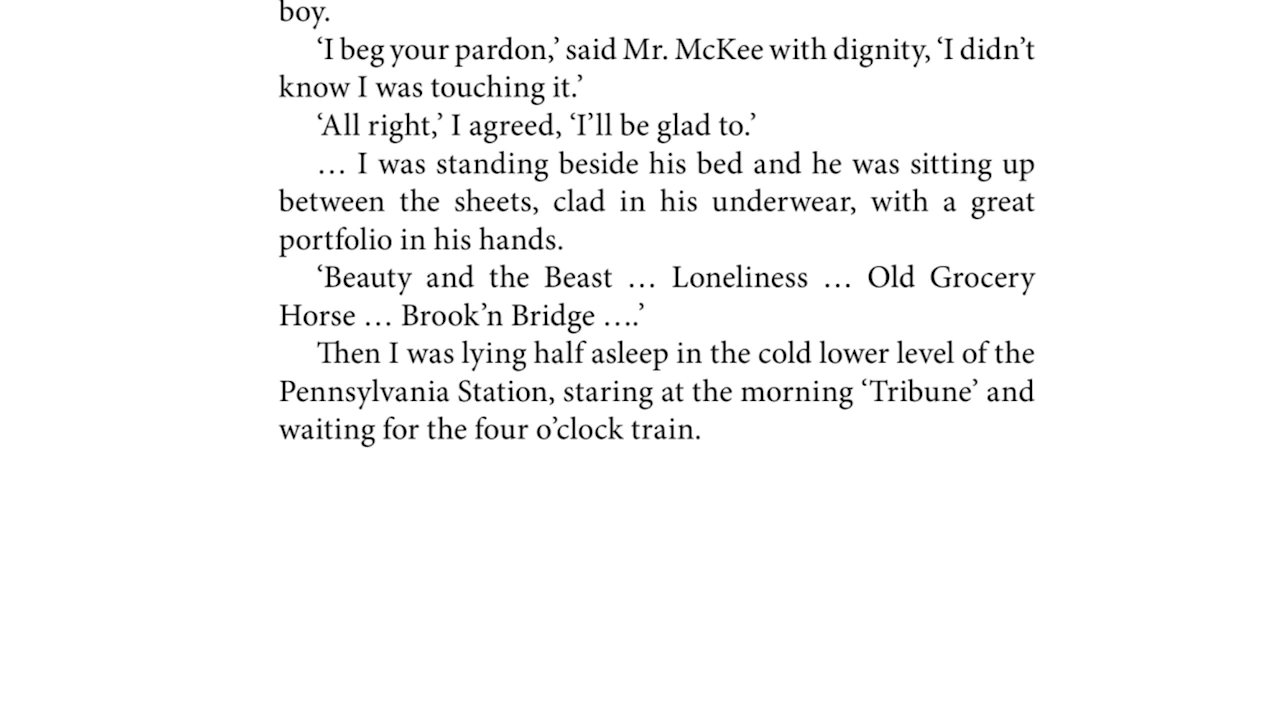 boy.
‘I beg your pardon,’ said Mr. McKee with dignity, ‘I didn’t
know I was touching it.’
‘All right,’ I agreed, ‘I’ll be glad to.’
… I was standing beside his bed and he was sitting up
between the sheets, clad in his underwear, with a great
portfolio in his hands.
‘Beauty and the Beast … Loneliness … Old Grocery
Horse … Brook’n Bridge ….’
Then I was lying half asleep in the cold lower level of the
Pennsylvania Station, staring at the morning ‘Tribune’ and
waiting for the four o’clock train.